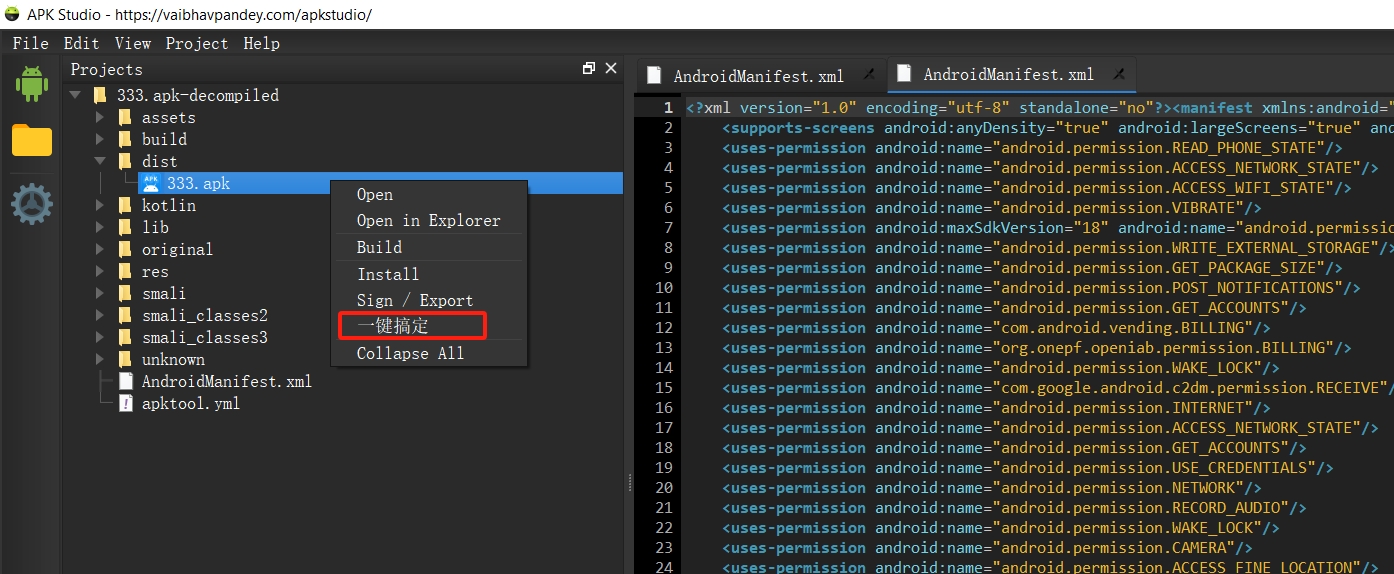 APK Studio - https://vaibhavpandey.com/apkstudio/
File Edit View Project Help
Projects
333.apk-decompiled
assets
build
dist
APK 333.apk
kotlin
lib
original
res
smali
smali_classes2
smali_classes3
unknown
AndroidManifest.xml
! apktool.yml
Open
Open in Explorer
Build
Install
Sign / Export
一键搞定
Collapse All
AndroidManifest.xml AndroidManifest.xml
1 <?xml version="1.0" encoding="utf-8" standalone="no"?><manifest xmlns:android="
2 <supports-screens android:anyDensity="true" android:largeScreens="true" and
3 <uses-permission android:name="android.permission.READ_PHONE_STATE"/>
4 <uses-permission android:name="android.permission.ACCESS_NETWORK_STATE"/>
5 <uses-permission android:name="android.permission.ACCESS_WIFI_STATE"/>
6 <uses-permission android:name="android.permission.VIBRATE"/>
7 <uses-permission android:maxSdkVersion="18" android:name="android.permission
8 <uses-permission android:name="android.permission.WRITE_EXTERNAL_STORAGE"/>
9 <uses-permission android:name="android.permission.GET_PACKAGE_SIZE"/>
10 <uses-permission android:name="android.permission.POST_NOTIFICATIONS"/>
11 <uses-permission android:name="android.permission.GET_ACCOUNTS"/>
12 <uses-permission android:name="com.android.vending.BILLING"/>
13 <uses-permission android:name="org.onepf.openiab.permission.BILLING"/>
14 <uses-permission android:name="android.permission.WAKE_LOCK"/>
15 <uses-permission android:name="com.google.android.c2dm.permission.RECEIVE"/
16 <uses-permission android:name="android.permission.INTERNET"/>
17 <uses-permission android:name="android.permission.ACCESS_NETWORK_STATE"/>
18 <uses-permission android:name="android.permission.GET_ACCOUNTS"/>
19 <uses-permission android:name="android.permission.USE_CREDENTIALS"/>
20 <uses-permission android:name="android.permission.NETWORK"/>
21 <uses-permission android:name="android.permission.RECORD_AUDIO"/>
22 <uses-permission android:name="android.permission.WAKE_LOCK"/>
23 <uses-permission android:name="android.permission.CAMERA"/>
24 <uses-permission android:name="android.permission.ACCESS_FINE_LOCATION"/>